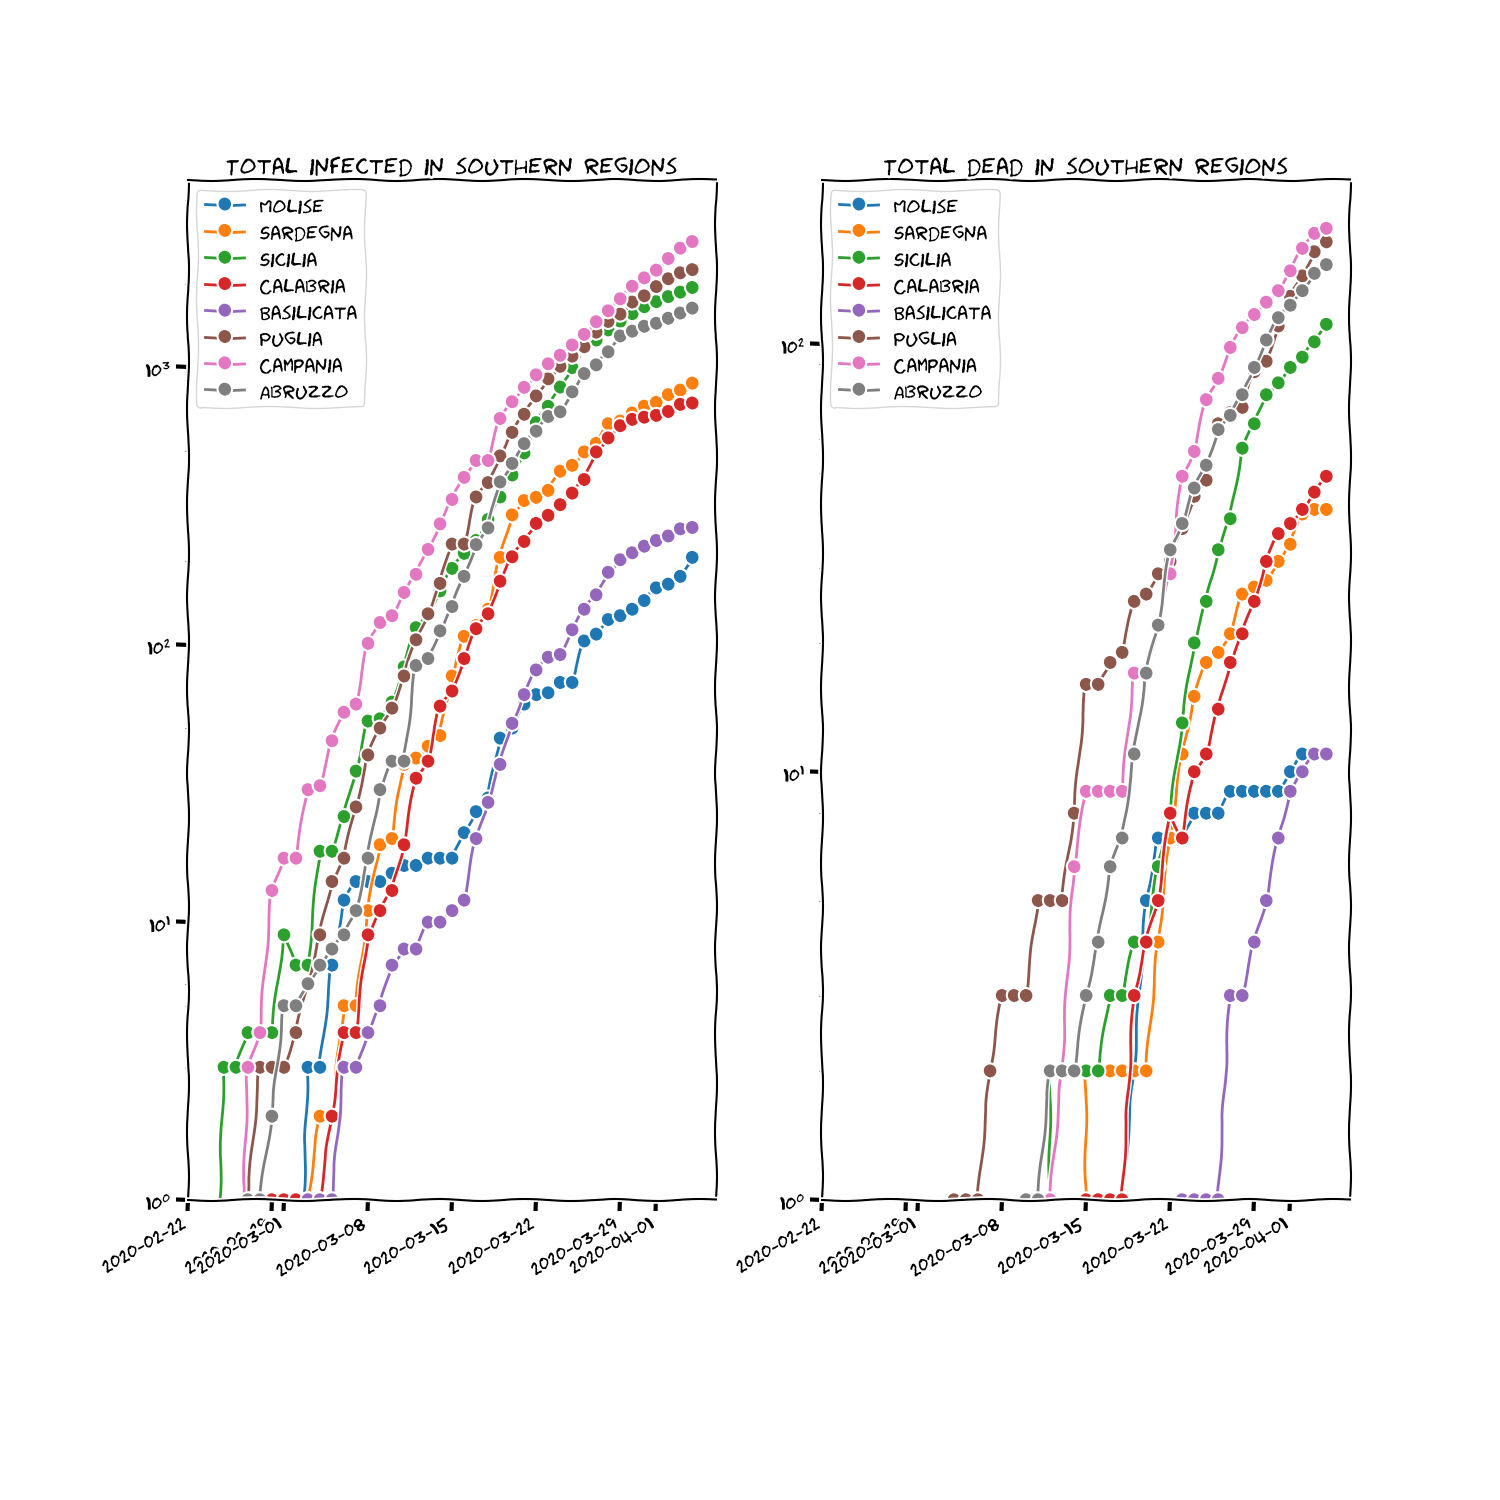 TOTAL INFECTED IN SOUTHERN REGIONS
MOLISE
SARDEGNA
SICILIA
CALABRIA
BASILICATA
PUGLIA
CAMPANIA
ABRUZZO
10³
10²
10¹
10⁰
2020-02-22
2020-03-01
2020-03-08
2020-03-15
2020-03-22
2020-03-29
2020-04-01
TOTAL DEAD IN SOUTHERN REGIONS
MOLISE
SARDEGNA
SICILIA
CALABRIA
BASILICATA
PUGLIA
CAMPANIA
ABRUZZO
10²
10¹
10⁰
2020-02-22
2020-03-01
2020-03-08
2020-03-15
2020-03-22
2020-03-29
2020-04-01